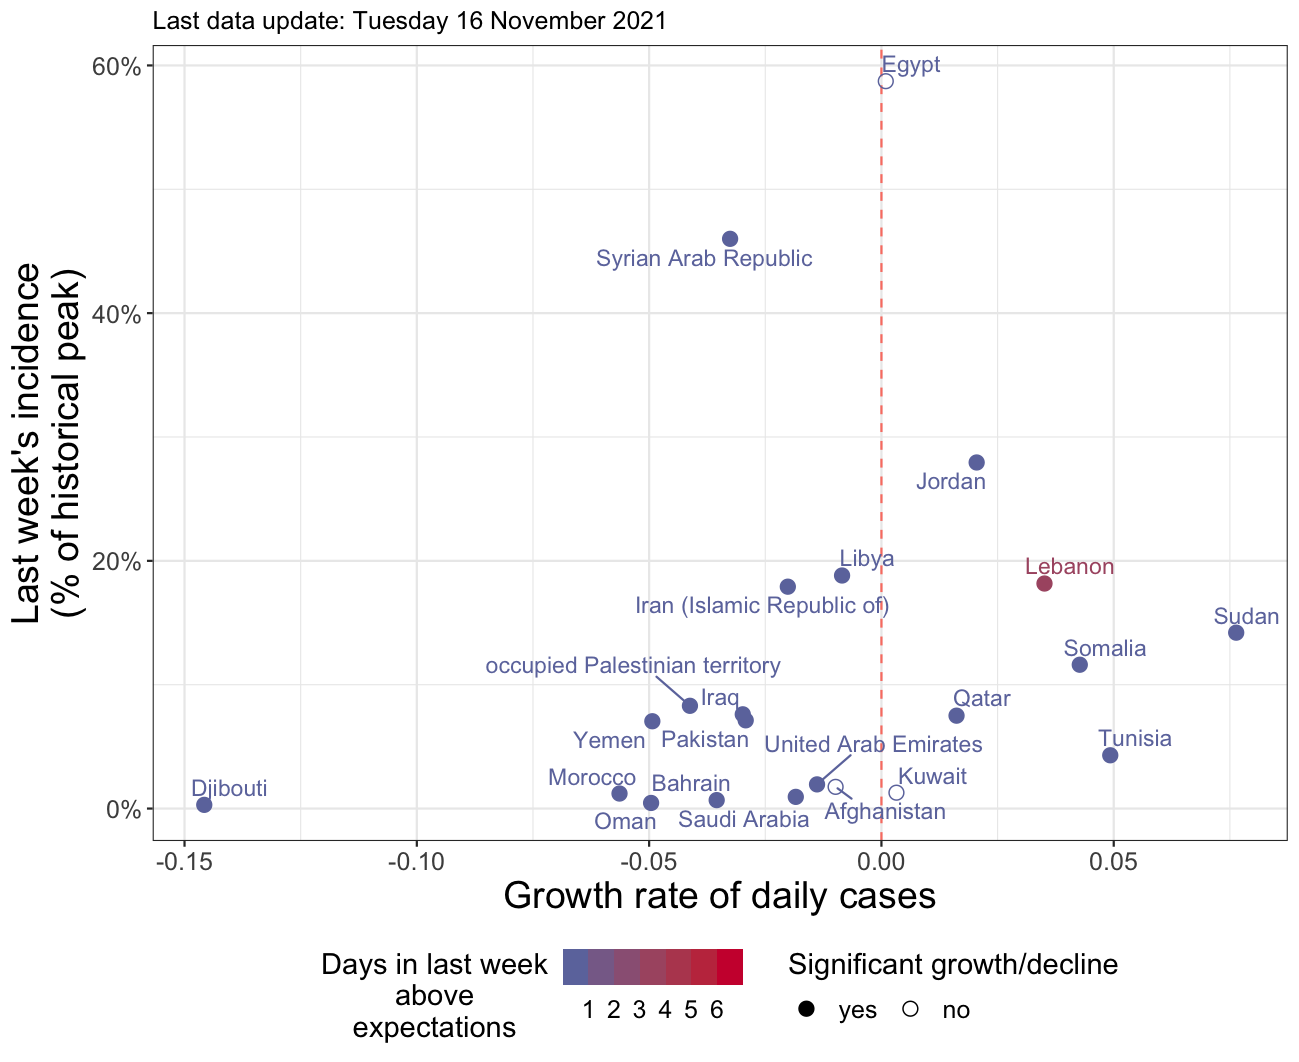 Last data update: Tuesday 16 November 2021
60%
40%
20%
0%
Last week's incidence
(% of historical peak)
Egypt
Syrian Arab Republic
Jordan
Libya
Lebanon
Iran (Islamic Republic of)
Sudan
Somalia
occupied Palestinian territory
Iraq
Qatar
Yemen
Pakistan
United Arab Emirates
Tunisia
Morocco
Bahrain
Kuwait
Djibouti
Oman
Saudi Arabia
Afghanistan
-0.15
-0.10
-0.05
0.00
0.05
Growth rate of daily cases
Days in last week
above
expectations
1 2 3 4 5 6
Significant growth/decline
yes
no